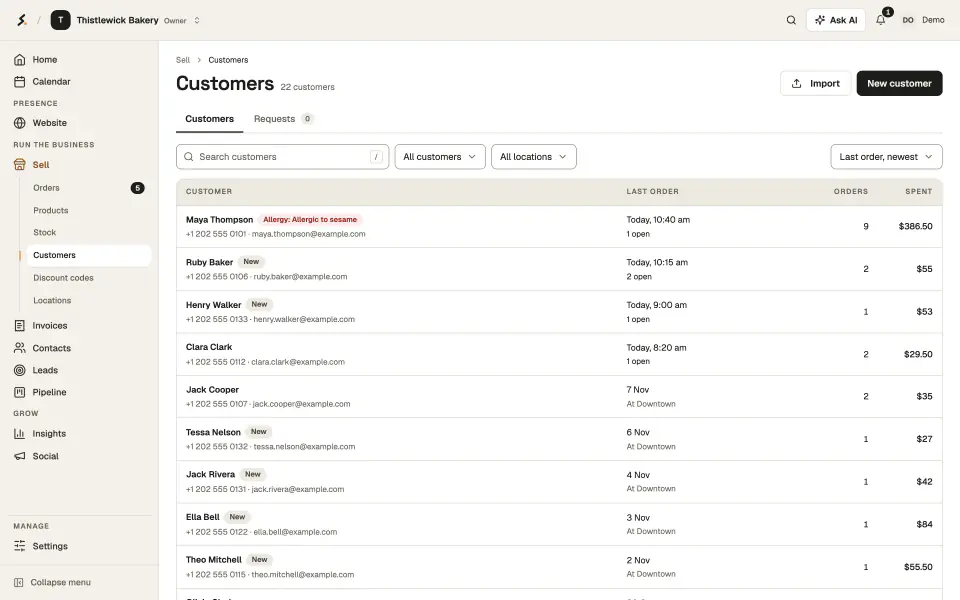 / T Thistlewick Bakery Owner
Ask AI 1 DO Demo
Home
Calendar
PRESENCE
Website
RUN THE BUSINESS
Sell
Orders 5
Products
Stock
Customers
Discount codes
Locations
Invoices
Contacts
Leads
Pipeline
GROW
Insights
Social
MANAGE
Settings
Collapse menu
Sell > Customers
Customers 22 customers
Import
New customer
Customers Requests 0
Search customers /
All customers
All locations
Last order, newest
CUSTOMER LAST ORDER ORDERS SPENT
Maya Thompson Allergy: Allergic to sesame Today, 10:40 am 9 $386.50
+1 202 555 0101 · maya.thompson@example.com 1 open
Ruby Baker New Today, 10:15 am 2 $55
+1 202 555 0106 · ruby.baker@example.com 2 open
Henry Walker New Today, 9:00 am 1 $53
+1 202 555 0133 · henry.walker@example.com 1 open
Clara Clark Today, 8:20 am 2 $29.50
+1 202 555 0112 · clara.clark@example.com 1 open
Jack Cooper 7 Nov 2 $35
+1 202 555 0107 · jack.cooper@example.com At Downtown
Tessa Nelson New 6 Nov 1 $27
+1 202 555 0132 · tessa.nelson@example.com At Downtown
Jack Rivera New 4 Nov 1 $42
+1 202 555 0131 · jack.rivera@example.com At Downtown
Ella Bell New 3 Nov 1 $84
+1 202 555 0122 · ella.bell@example.com At Downtown
Theo Mitchell New 2 Nov 1 $55.50
+1 202 555 0115 · theo.mitchell@example.com At Downtown